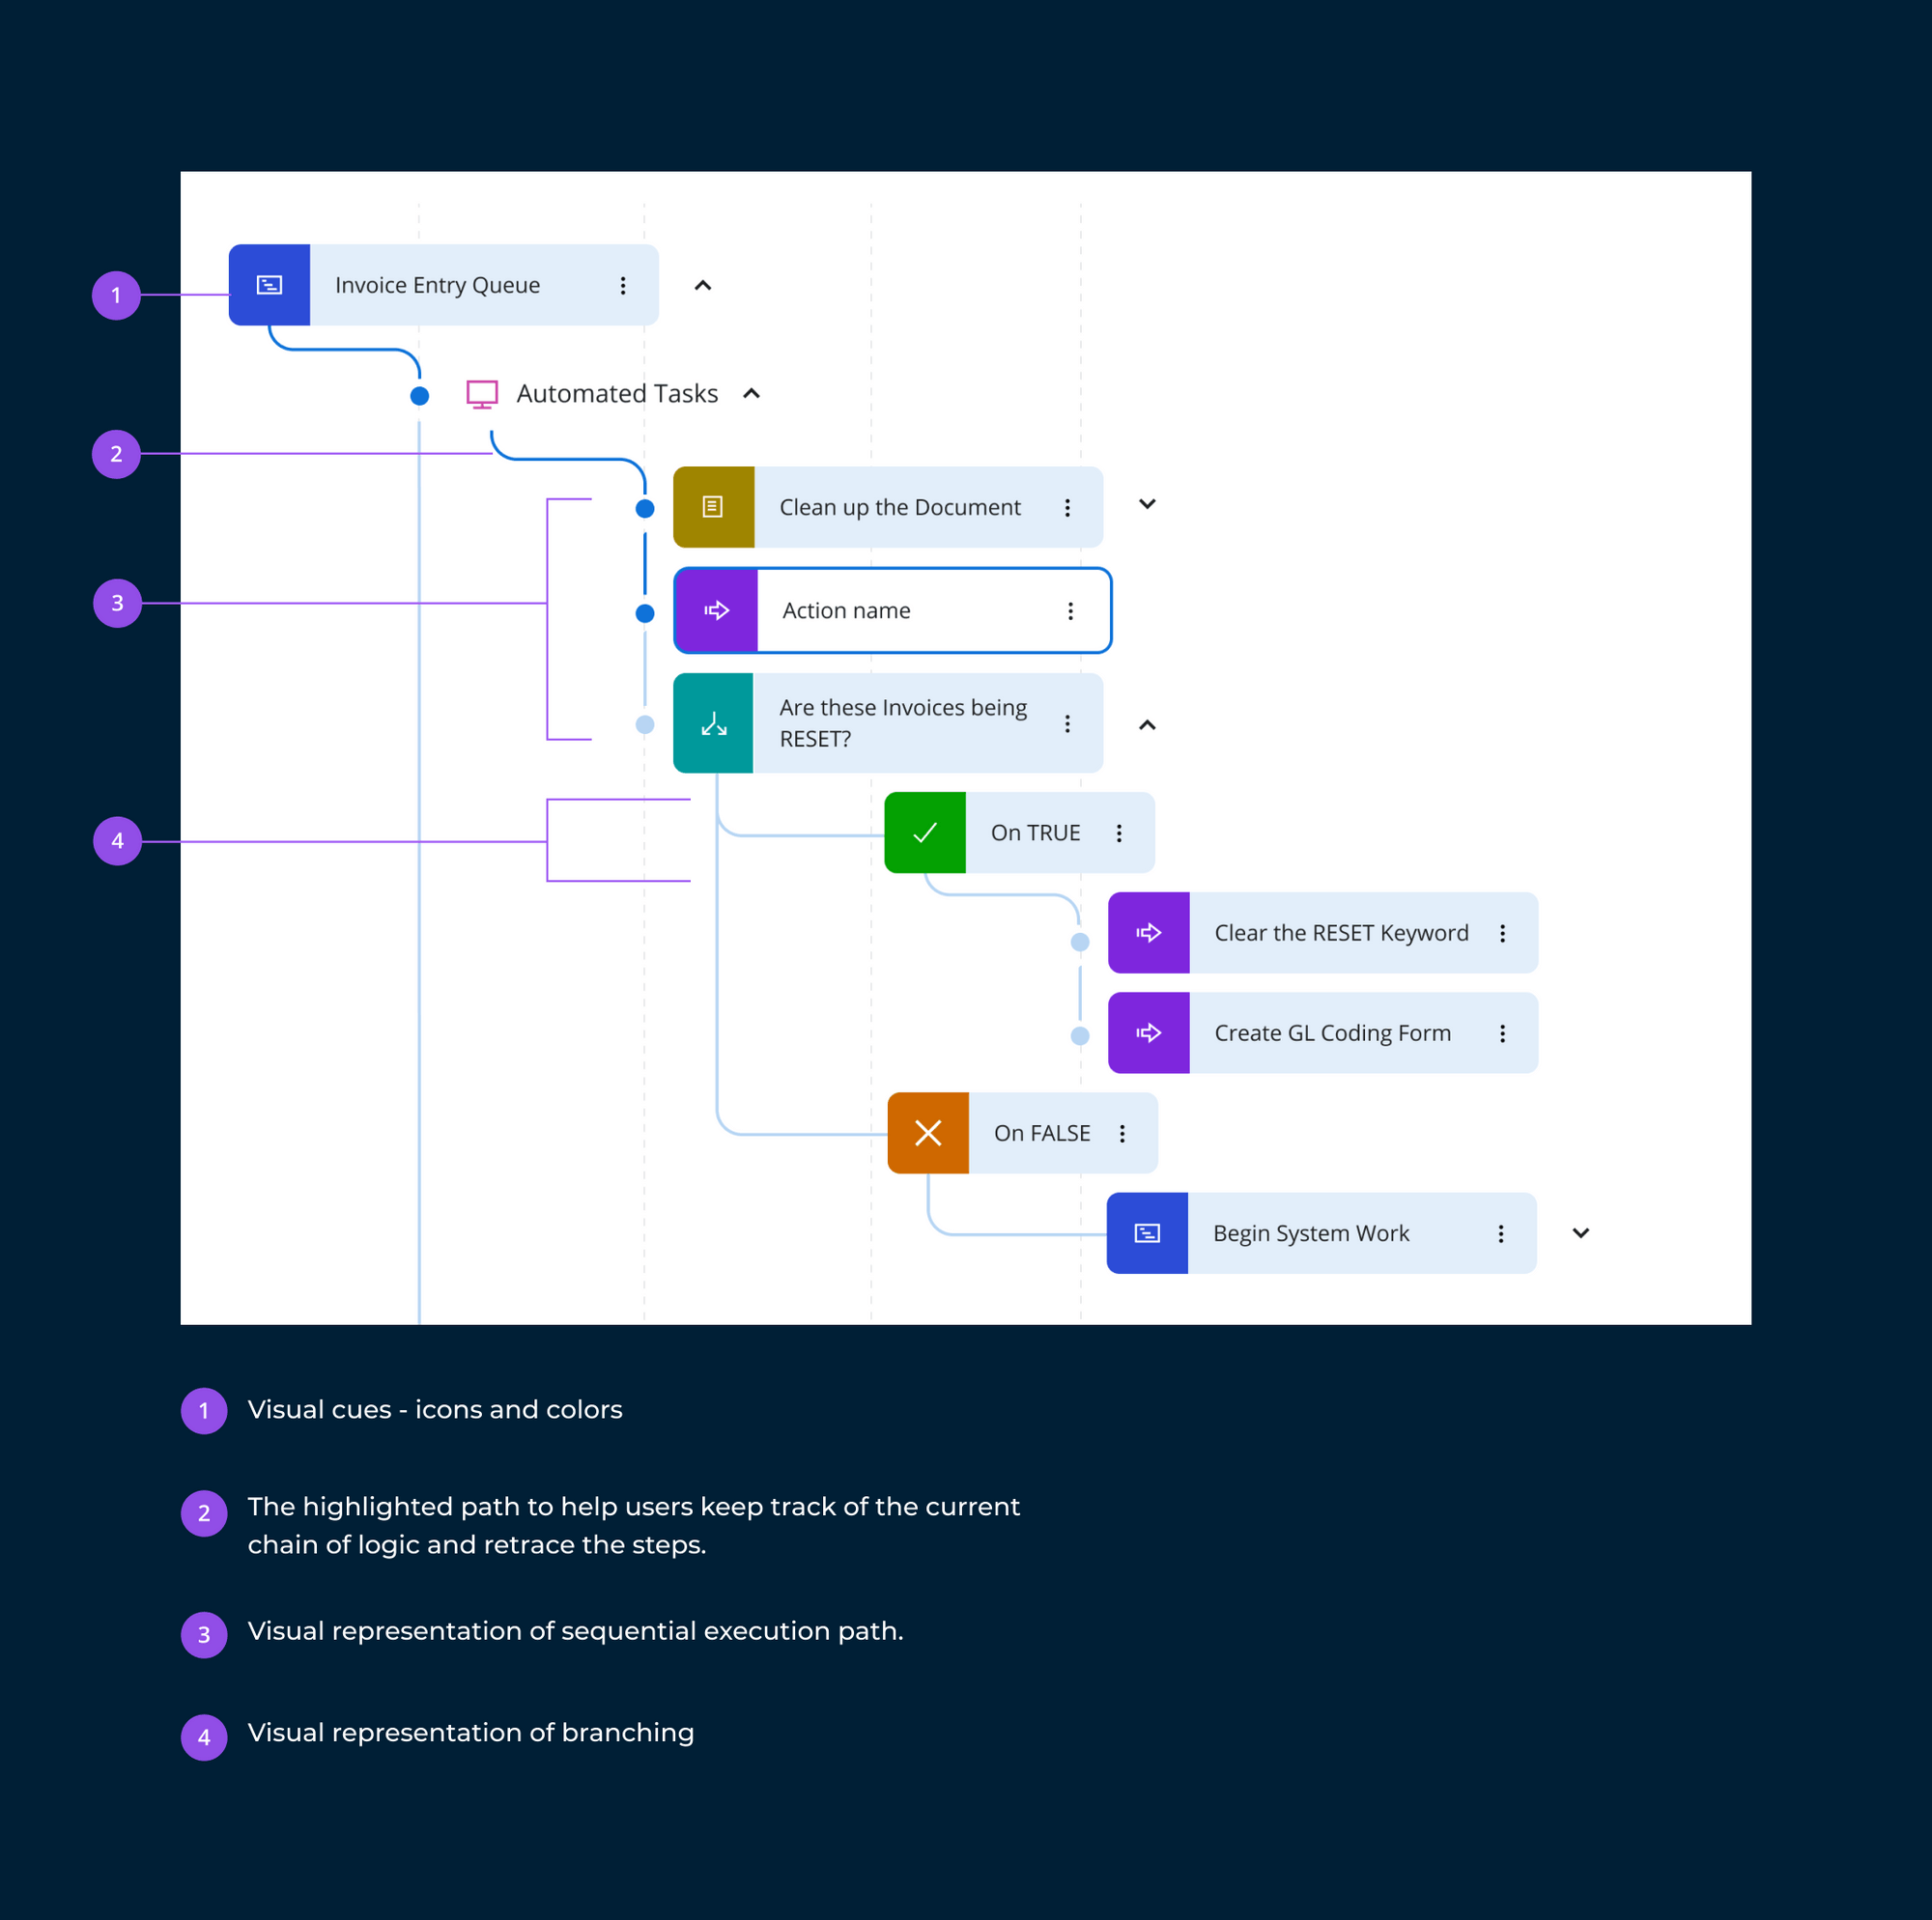 1
Invoice Entry Queue
Automated Tasks
2
Clean up the Document
3
Action name
Are these Invoices being
RESET?
4
On TRUE
Clear the RESET Keyword
Create GL Coding Form
On FALSE
Begin System Work
1 Visual cues - icons and colors
2 The highlighted path to help users keep track of the current
chain of logic and retrace the steps.
3 Visual representation of sequential execution path.
4 Visual representation of branching